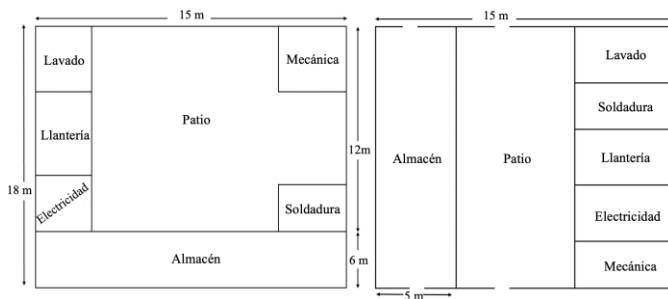 15 m
Lavado
Mecánica
Patio
Llantería
12m
18 m
Electricidad
Soldadura
Almacén
6 m
15 m
Lavado
Soldadura
Almacén
Patio
Llantería
Electricidad
Mecánica
5 m